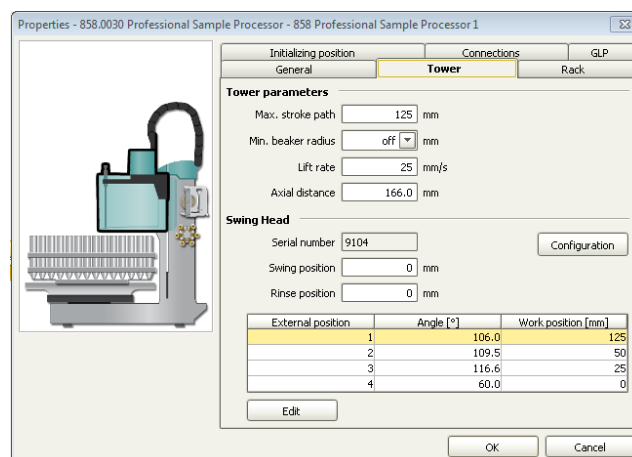 Properties - 858.0030 Professional Sample Processor - 858 Professional Sample Processor 1
Initializing position Connections GLP
General Tower Rack
Tower parameters
Max. stroke path 125 mm
Min. beaker radius off mm
Lift rate 25 mm/s
Axial distance 166.0 mm
Swing Head
Serial number 9104 Configuration
Swing position 0 mm
Rinse position 0 mm
External position Angle [°] Work position [mm]
1 106.0 125
2 109.5 50
3 116.6 25
4 60.0 0
Edit
OK Cancel